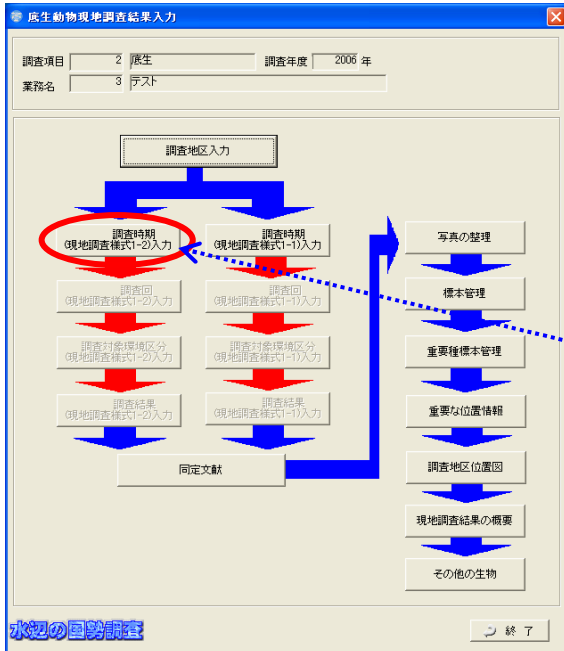 底生動物現地調査結果入力
調査項目 2 底生 調査年度 2006 年
業務名 3 テスト
調査地区入力
調査時期
(現地調査様式1-2)入力
調査時期
(現地調査様式1-1)入力
調査回
(現地調査様式1-2)入力
調査回
(現地調査様式1-1)入力
調査対象環境区分
(現地調査様式1-2)入力
調査対象環境区分
(現地調査様式1-1)入力
調査結果
(現地調査様式1-2)入力
調査結果
(現地調査様式1-1)入力
同定文献
写真の整理
標本管理
重要種標本管理
重要な位置情報
調査地区位置図
現地調査結果の概要
その他の生物
水辺の国勢調査
終 了